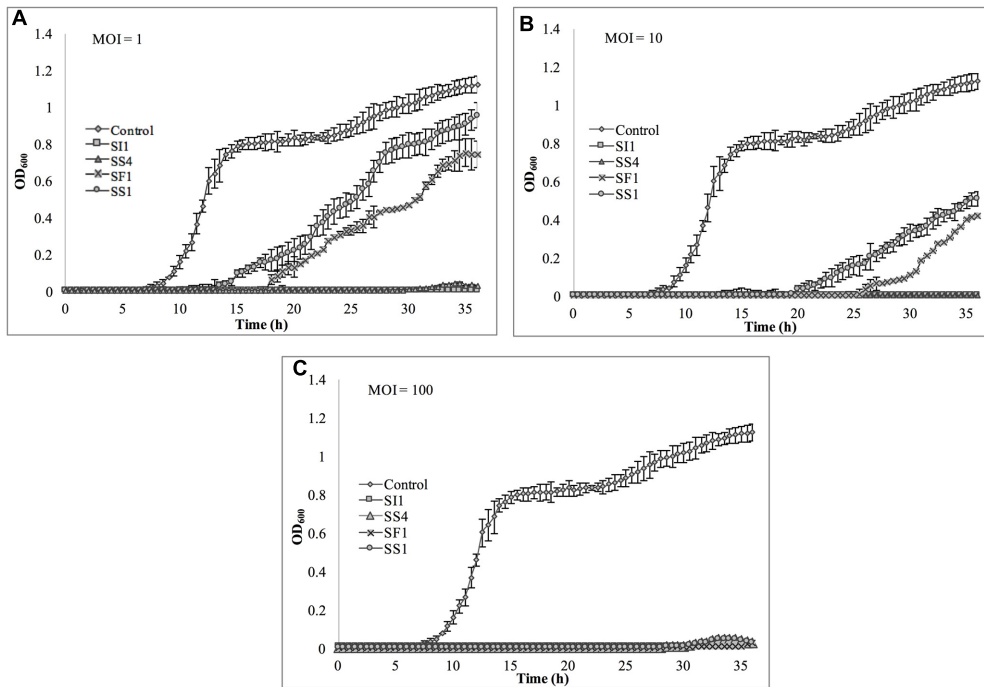 A
MOI = 1
1.4
1.2
1
0.8
0.6
0.4
0.2
0
OD600
Control
SI1
SS4
SF1
SS1
0 5 10 15 20 25 30 35
Time (h)
B
MOI = 10
1.4
1.2
1
0.8
0.6
0.4
0.2
0
OD600
Control
SI1
SS4
SF1
SS1
0 5 10 15 20 25 30 35
Time (h)
C
MOI = 100
1.4
1.2
1
0.8
0.6
0.4
0.2
0
OD600
Control
SI1
SS4
SF1
SS1
0 5 10 15 20 25 30 35
Time (h)